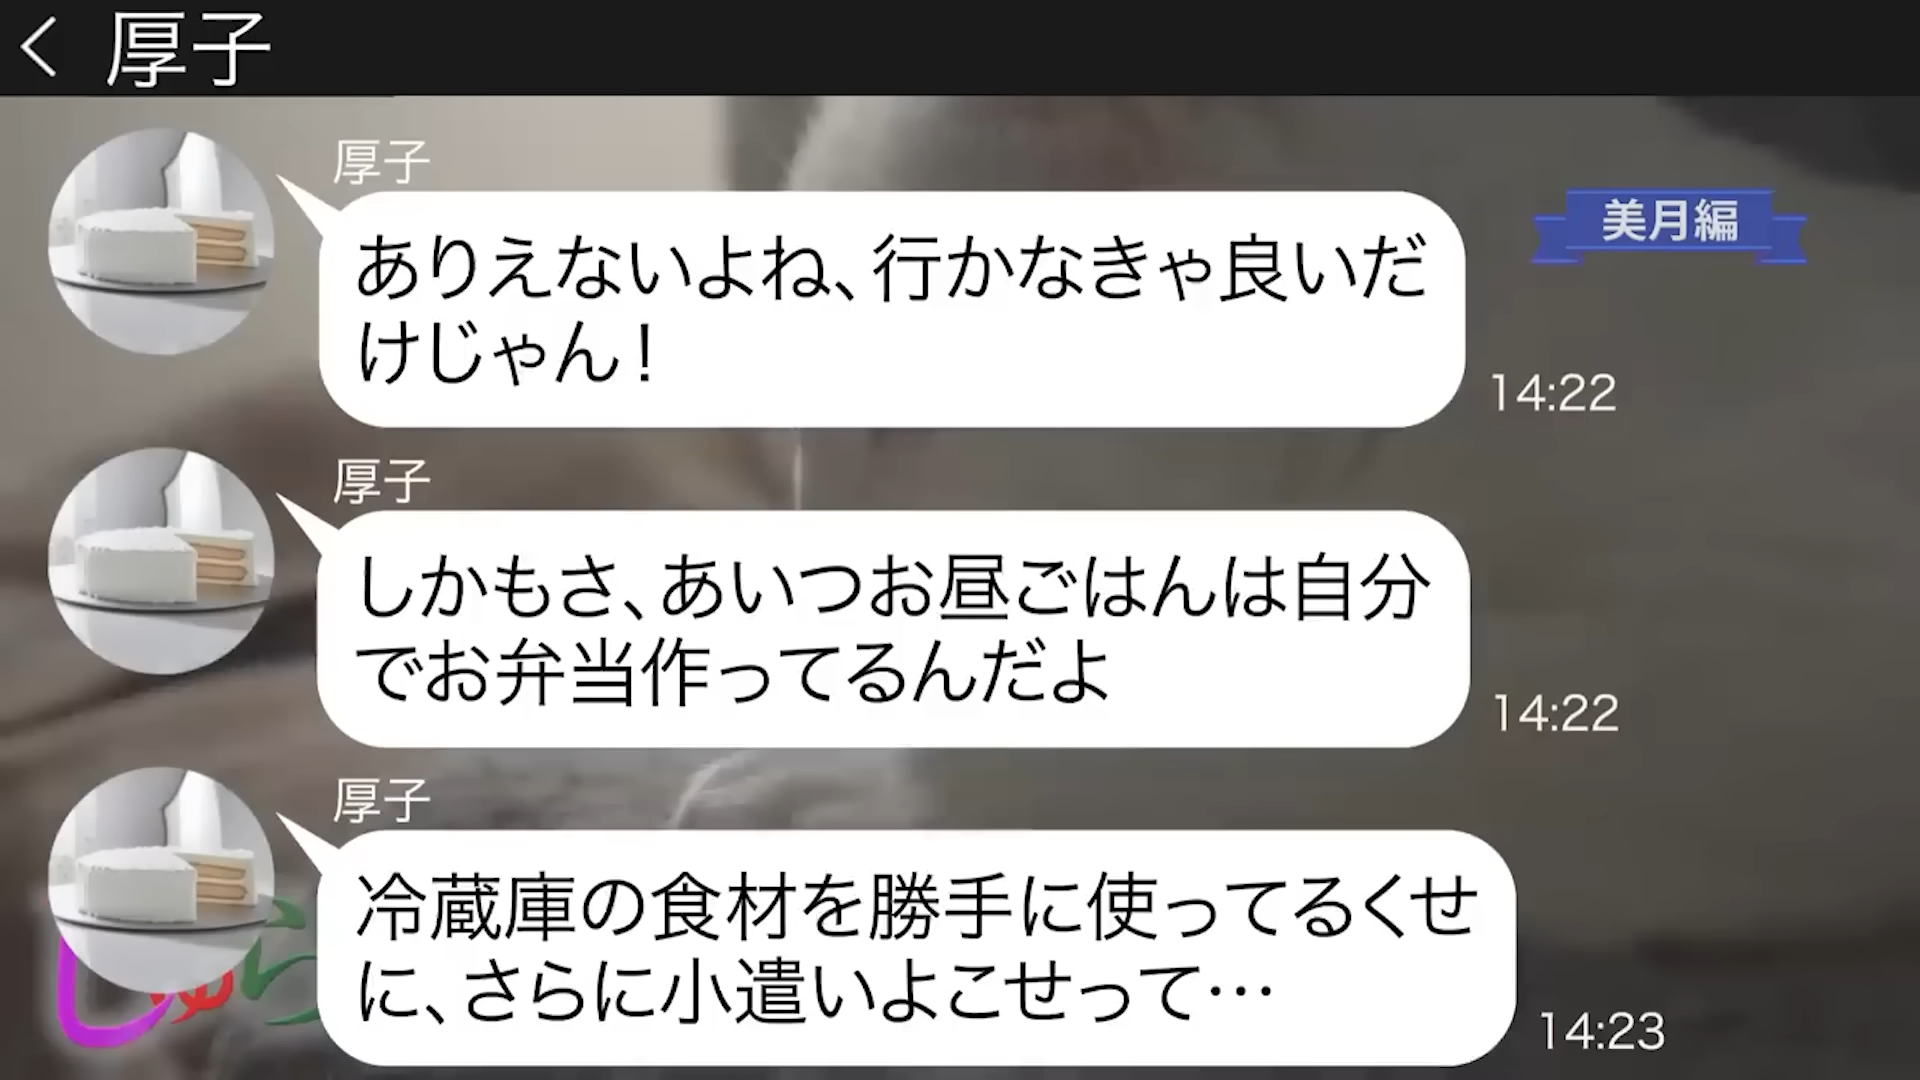 厚子
厚子
美月編
ありえないよね、行かなきゃ良いだ
けじゃん！
14:22
厚子
しかもさ、あいつお昼ごはんは自分
でお弁当作ってるんだよ
14:22
厚子
冷蔵庫の食材を勝手に使ってるくせ
に、さらに小遣いよこせって…
14:23